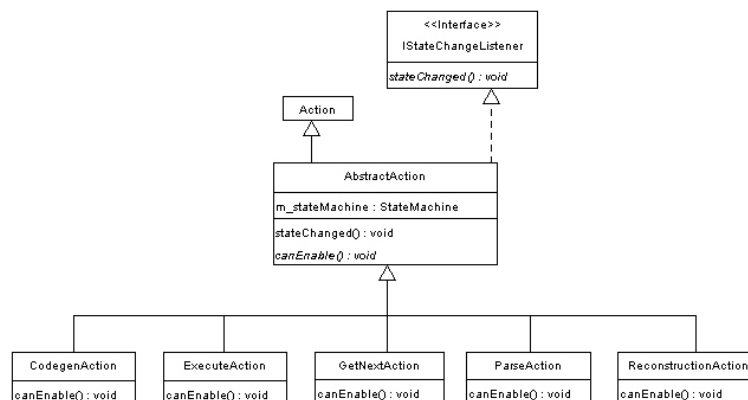 <<Interface>>
IStateChangeListener
stateChanged() : void
Action
AbstractAction
m_stateMachine : StateMachine
stateChanged() : void
canEnable() : void
CodegenAction
ExecuteAction
GetNextAction
ParseAction
ReconstructionAction
canEnable() : void
canEnable() : void
canEnable() : void
canEnable() : void
canEnable() : void